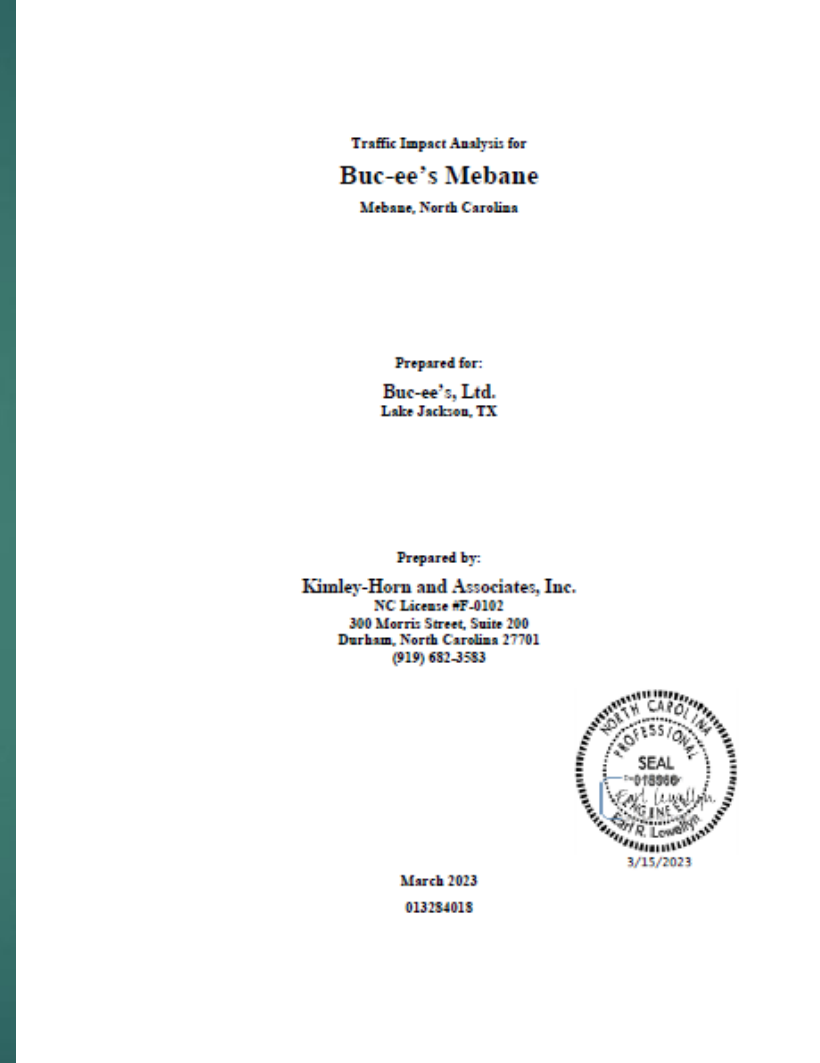 Traffic Impact Analysis for
Buc-ee's Mebane
Mebane, North Carolina
Prepared for:
Buc-ee's, Ltd.
Lake Jackson, TX
Prepared by:
Kimley-Horn and Associates, Inc.
NC License #F-0102
300 Morris Street, Suite 200
Durham, North Carolina 27701
(919) 682-3583
NORTH CAROLINA
PROFESSIONAL
SEAL
ENGINEER
Earl R. Lewellyn
3/15/2023
March 2023
013284018